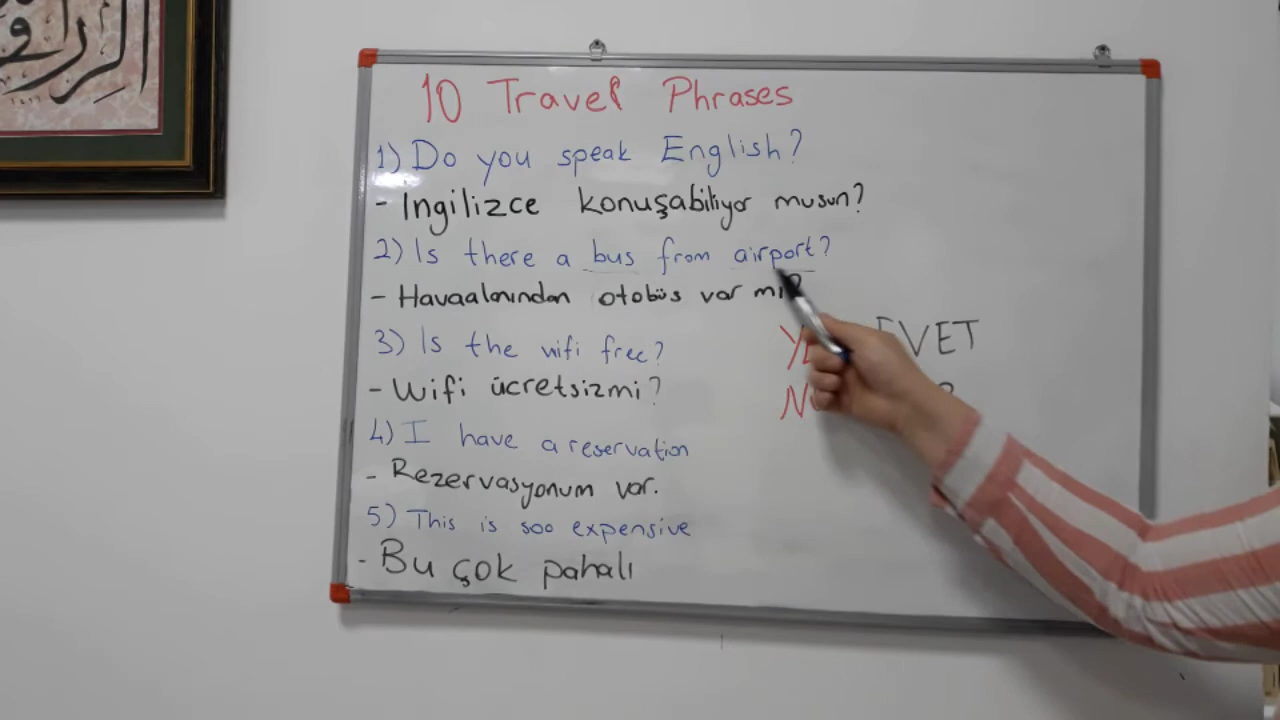 10 Travel Phrases
1) Do you speak English?
- İngilizce konuşabiliyor musun?
2) Is there a bus from airport?
- Havaalanından otobüs var mı?
3) Is the wifi free?
- Wifi ücretsizmi?
EVET
4) I have a reservation
- Rezervasyonum var.
5) This is soo expensive
- Bu çok pahalı